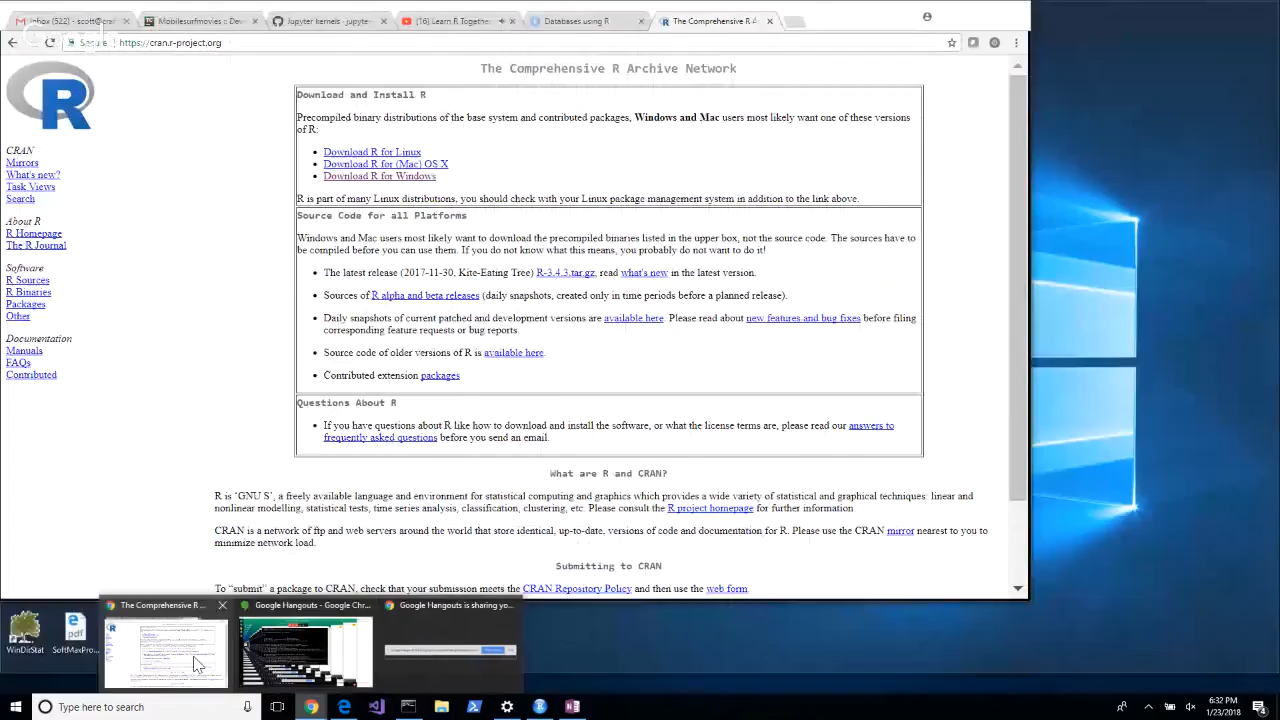 Inbox (522) - scott@
Mobilesurfmovies
Jupyter kernels · jupyte
(16) Learn R Together
Databases using R
The Comprehensive R A
Secure
https://cran.r-project.org
The Comprehensive R Archive Network
R
CRAN
Mirrors
What's new?
Task Views
Search
About R
R Homepage
The R Journal
Software
R Sources
R Binaries
Packages
Other
Documentation
Manuals
FAQs
Contributed
Download and Install R
Precompiled binary distributions of the base system and contributed packages, Windows and Mac users most likely want one of these versions
of R:
Download R for Linux
Download R for (Mac) OS X
Download R for Windows
R is part of many Linux distributions, you should check with your Linux package management system in addition to the link above.
Source Code for all Platforms
Windows and Mac users most likely want to download the precompiled binaries listed in the upper box, not the source code. The sources have to
be compiled before you can use them. If you do not know what this means, you probably do not want to do it!
The latest release (2017-11-30, Kite-Eating Tree) R-3.4.3.tar.gz, read what's new in the latest version.
Sources of R alpha and beta releases (daily snapshots, created only in time periods before a planned release).
Daily snapshots of current patched and development versions are available here. Please read about new features and bug fixes before filing
corresponding feature requests or bug reports.
Source code of older versions of R is available here.
Contributed extension packages
Questions About R
If you have questions about R like how to download and install the software, or what the license terms are, please read our answers to
frequently asked questions before you send an email.
What are R and CRAN?
R is 'GNU S', a freely available language and environment for statistical computing and graphics which provides a wide variety of statistical and graphical techniques: linear and
nonlinear modelling, statistical tests, time series analysis, classification, clustering, etc. Please consult the R project homepage for further information
CRAN is a network of ftp and web servers around the world that store identical, up-to-date, versions of code and documentation for R. Please use the CRAN mirror nearest to you to
minimize network load.
Submitting to CRAN
To "submit" a package to CRAN, check that your submission meets the CRAN Repository Policy and then use the web form
The Comprehensive R ...
Google Hangouts - Google Chr...
Google Hangouts is sharing yo...
Type here to search
6:32 PM
1/23/2018
4